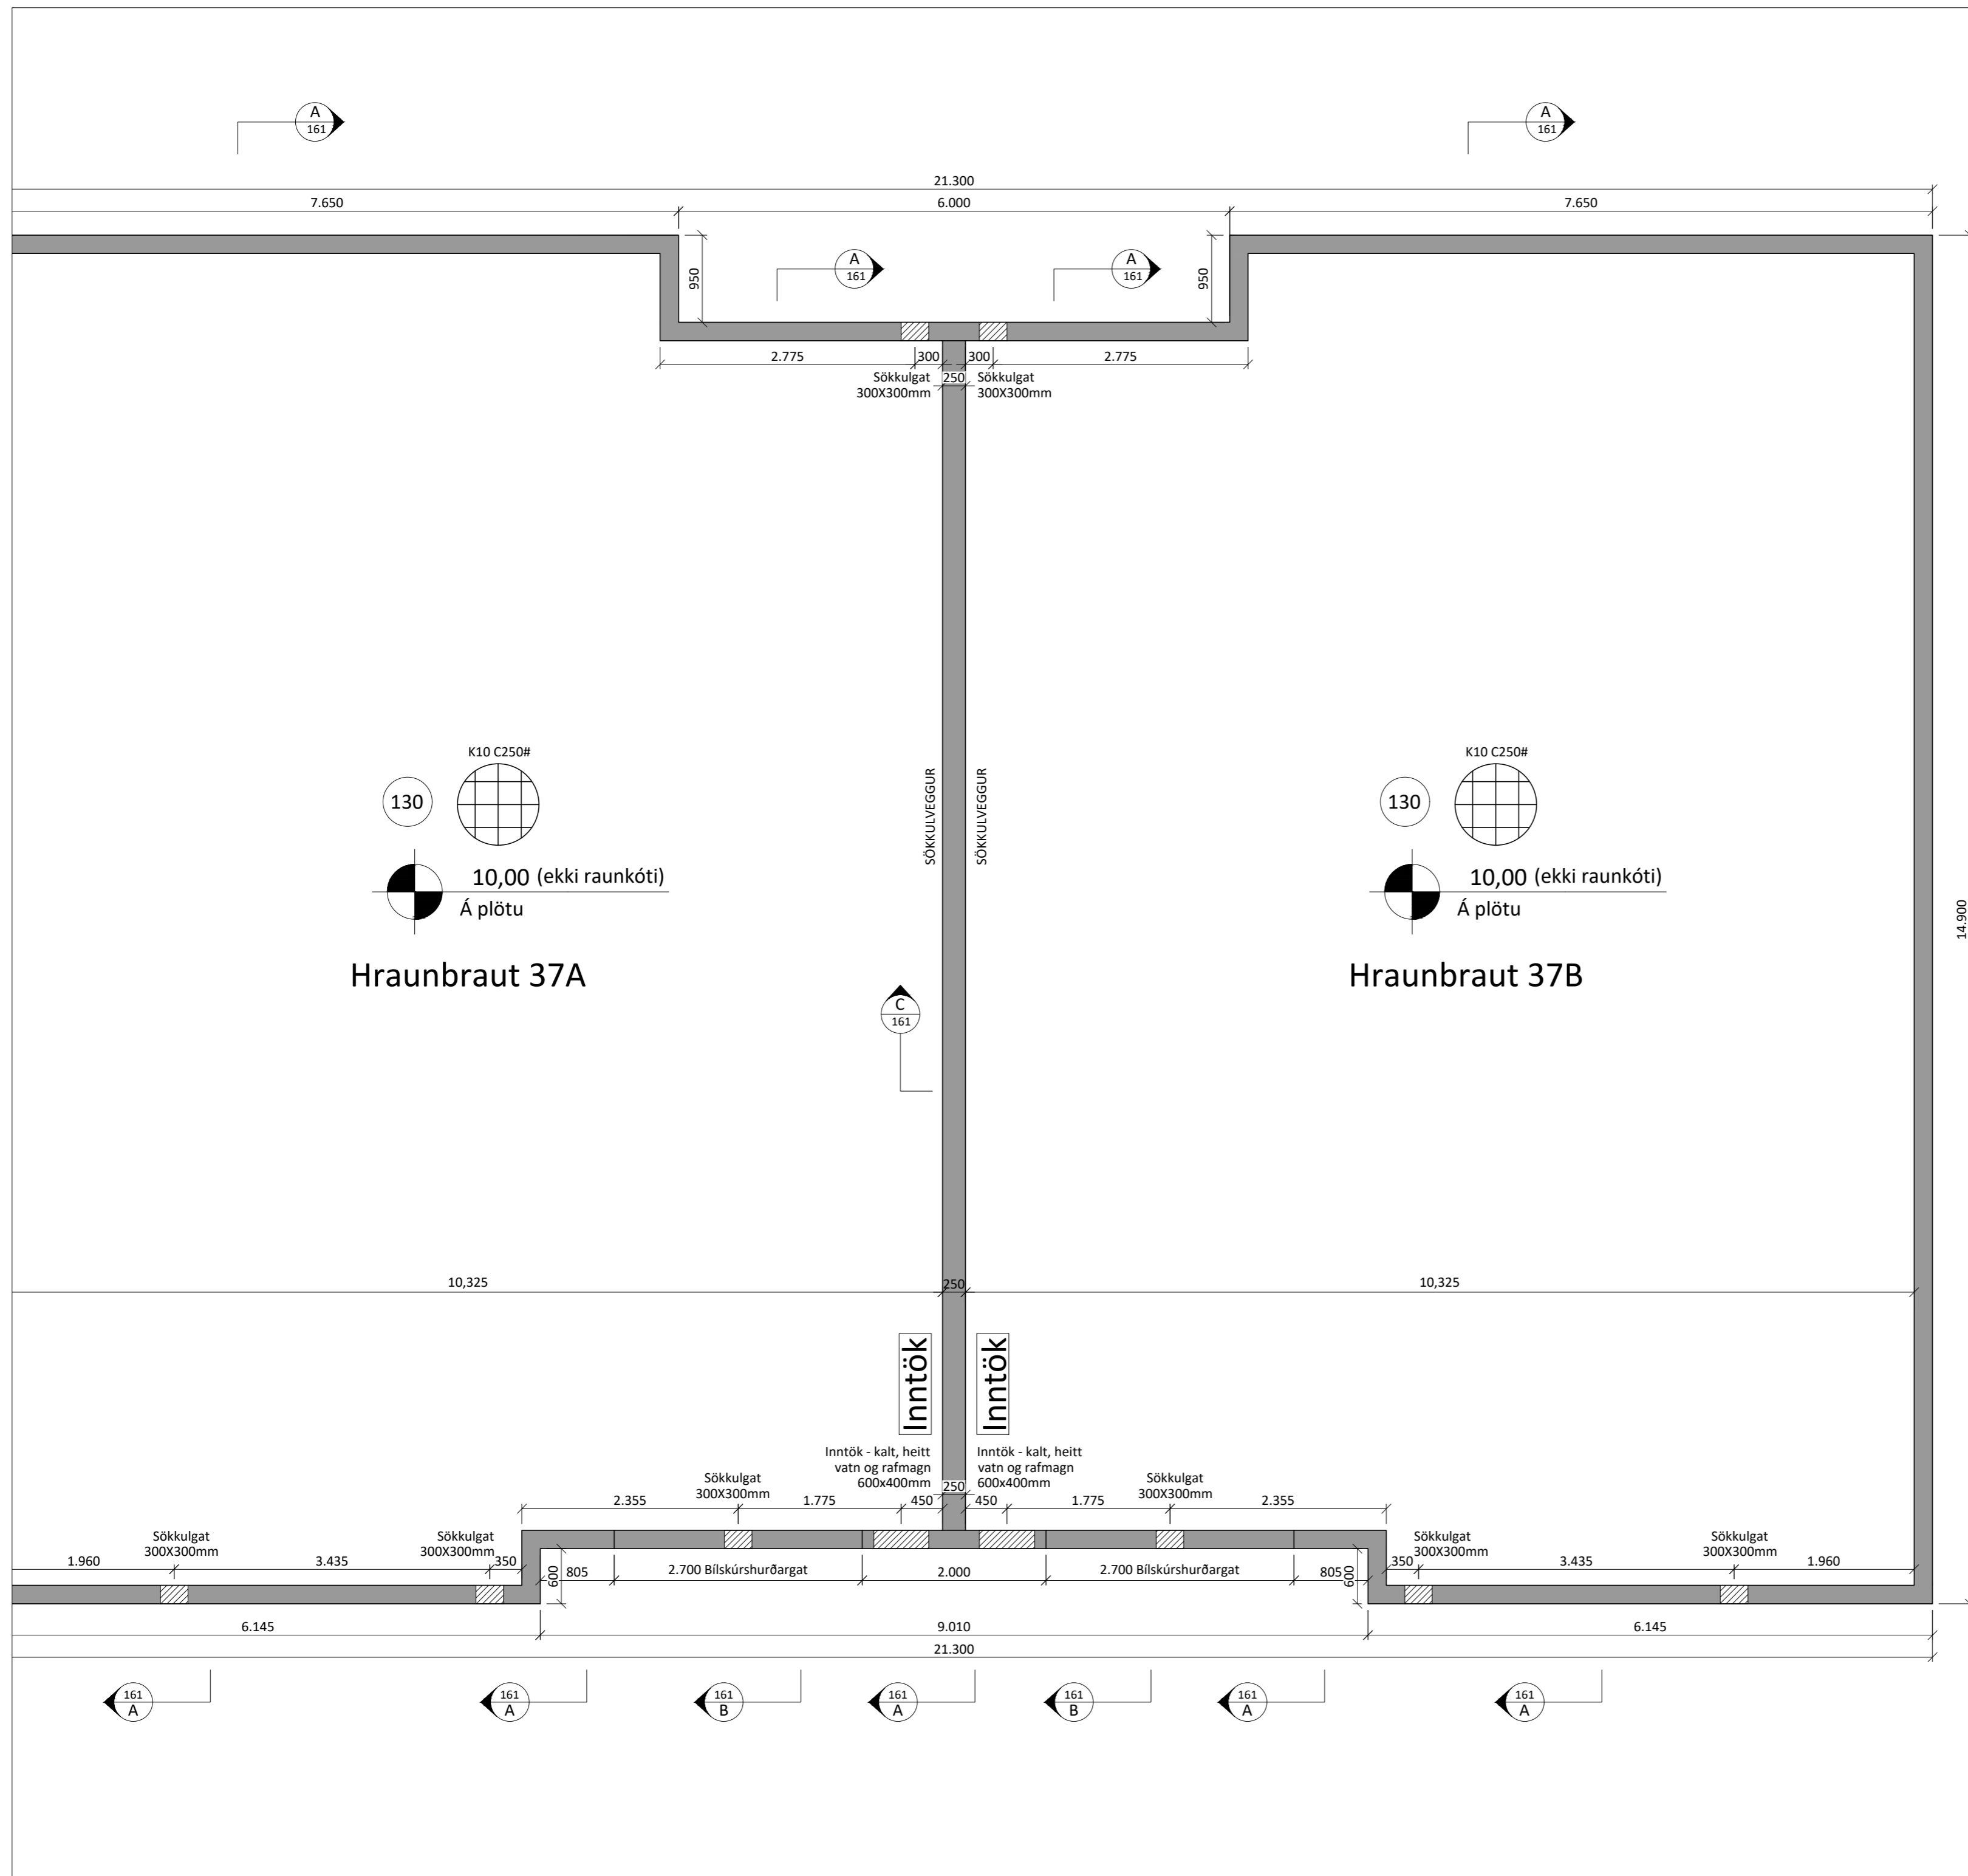 A
161
A
161
21.300
7.650
6.000
7.650
950
A
161
A
161
950
2.775
300
300
2.775
Sökkulgat
300X300mm
250
Sökkulgat
300X300mm
SÖKKULVEGGUR
SÖKKULVEGGUR
K10 C250#
130
10,00 (ekki raunkóti)
Á plötu
Hraunbraut 37A
K10 C250#
130
10,00 (ekki raunkóti)
Á plötu
Hraunbraut 37B
14.900
C
161
10,325
250
10,325
Inntök
Inntök
Inntök - kalt, heitt
vatn og rafmagn
600x400mm
Inntök - kalt, heitt
vatn og rafmagn
600x400mm
250
Sökkulgat
300X300mm
Sökkulgat
300X300mm
2.355
1.775
450
450
1.775
2.355
Sökkulgat
300X300mm
Sökkulgat
300X300mm
Sökkulgat
300X300mm
Sökkulgat
300X300mm
1.960
3.435
350
350
3.435
1.960
600
805
2.700 Bílskúrshurðargat
2.000
2.700 Bílskúrshurðargat
805
600
6.145
9.010
6.145
21.300
161
A
161
A
161
B
161
A
161
B
161
A
161
A